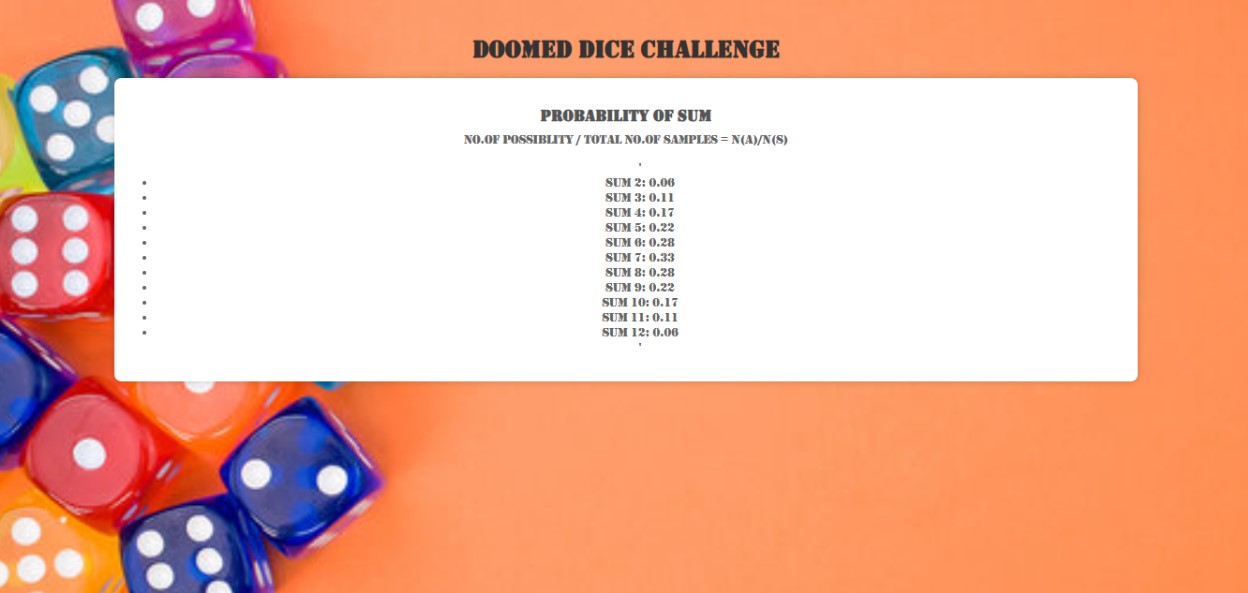 DOOMED DICE CHALLENGE
PROBABILITY OF SUM
NO.OF POSSIBLITY / TOTAL NO.OF SAMPLES = N(A)/N(S)
'
• SUM 2: 0.06
• SUM 3: 0.11
• SUM 4: 0.17
• SUM 5: 0.22
• SUM 6: 0.28
• SUM 7: 0.33
• SUM 8: 0.28
• SUM 9: 0.22
• SUM 10: 0.17
• SUM 11: 0.11
• SUM 12: 0.06
'